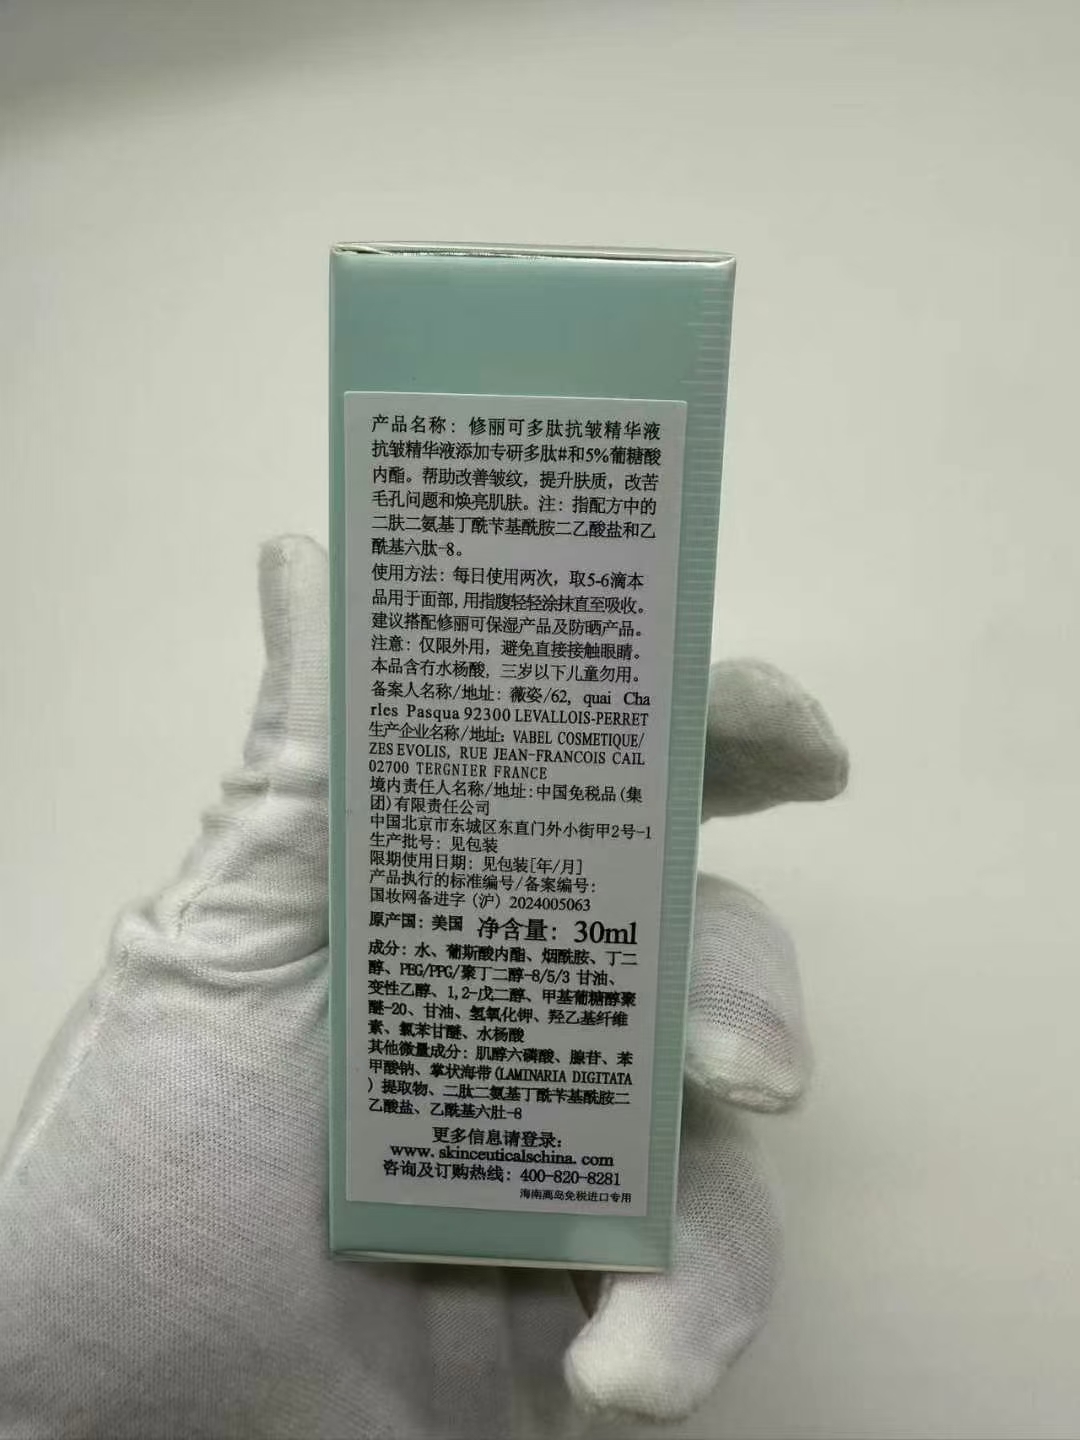 产品名称：修丽可多肽抗皱精华液
抗皱精华液添加专研多肽#和5%葡糖酸
内酯。帮助改善皱纹，提升肤质，改苦
毛孔问题和焕亮肌肤。注：指配方中的
二肤二氨基丁酰苄基酰胺二乙酸盐和乙
酰基六肽-8。
使用方法：每日使用两次，取5-6滴本
品用于面部,用指腹轻轻涂抹直至吸收。
建议搭配修丽可保湿产品及防晒产品。
注意：仅限外用，避免直接接触眼睛。
本品含冇水杨酸，三岁以下儿童勿用。
备案人名称/地址：薇姿/62, quai Cha
rles Pasqua 92300 LEVALLOIS-PERRET
生产企业名称/地址：VABEL COSMETIQUE/
ZES EVOLIS, RUE JEAN-FRANCOIS CAIL
02700 TERGNIER FRANCE
境内责任人名称/地址:中国免税品(集
团)有限责任公司
中国北京市东城区东直门外小街甲2号-1
生产批号：见包装
限期使用日期：见包装[年/月]
产品执行的标准编号/备案编号：
国妆网备进字（沪）2024005063
原产国：美国 净含量：30ml
成分：水、葡斯酸内酯、烟酰胺、丁二
醇、PEG/PPG/聚丁二醇-8/5/3 甘油、
变性乙醇、1,2-戊二醇、甲基葡糖醇聚
醚-20、甘油、氢氧化钾、羟乙基纤维
素、氯苯甘醚、水杨酸
其他微量成分：肌醇六磷酸、腺苷、苯
甲酸钠、掌状海带(LAMINARIA DIGITATA
）提取物、二肽二氨基丁酰苄基酰胺二
乙酸盐、乙酰基六肚-8
更多信息请登录：
www.skinceuticalschina.com
咨询及订购热线：400-820-8281
海南离岛免税进口专用